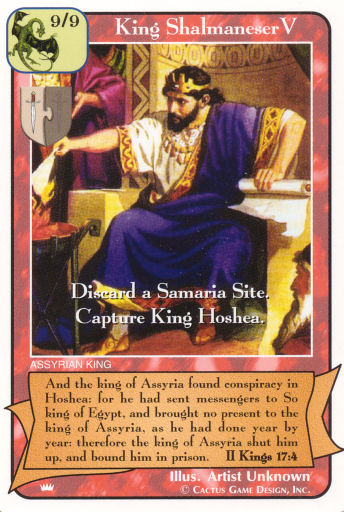 9/9
King Shalmaneser V
Discard a Samaria Site.
Capture King Hoshea.
ASSYRIAN KING
And the king of Assyria found conspiracy in
Hoshea: for he had sent messengers to So
king of Egypt, and brought no present to the
king of Assyria, as he had done year by
year: therefore the king of Assyria shut him
up, and bound him in prison. II Kings 17:4
Illus. Artist Unknown
© CACTUS GAME DESIGN, INC.